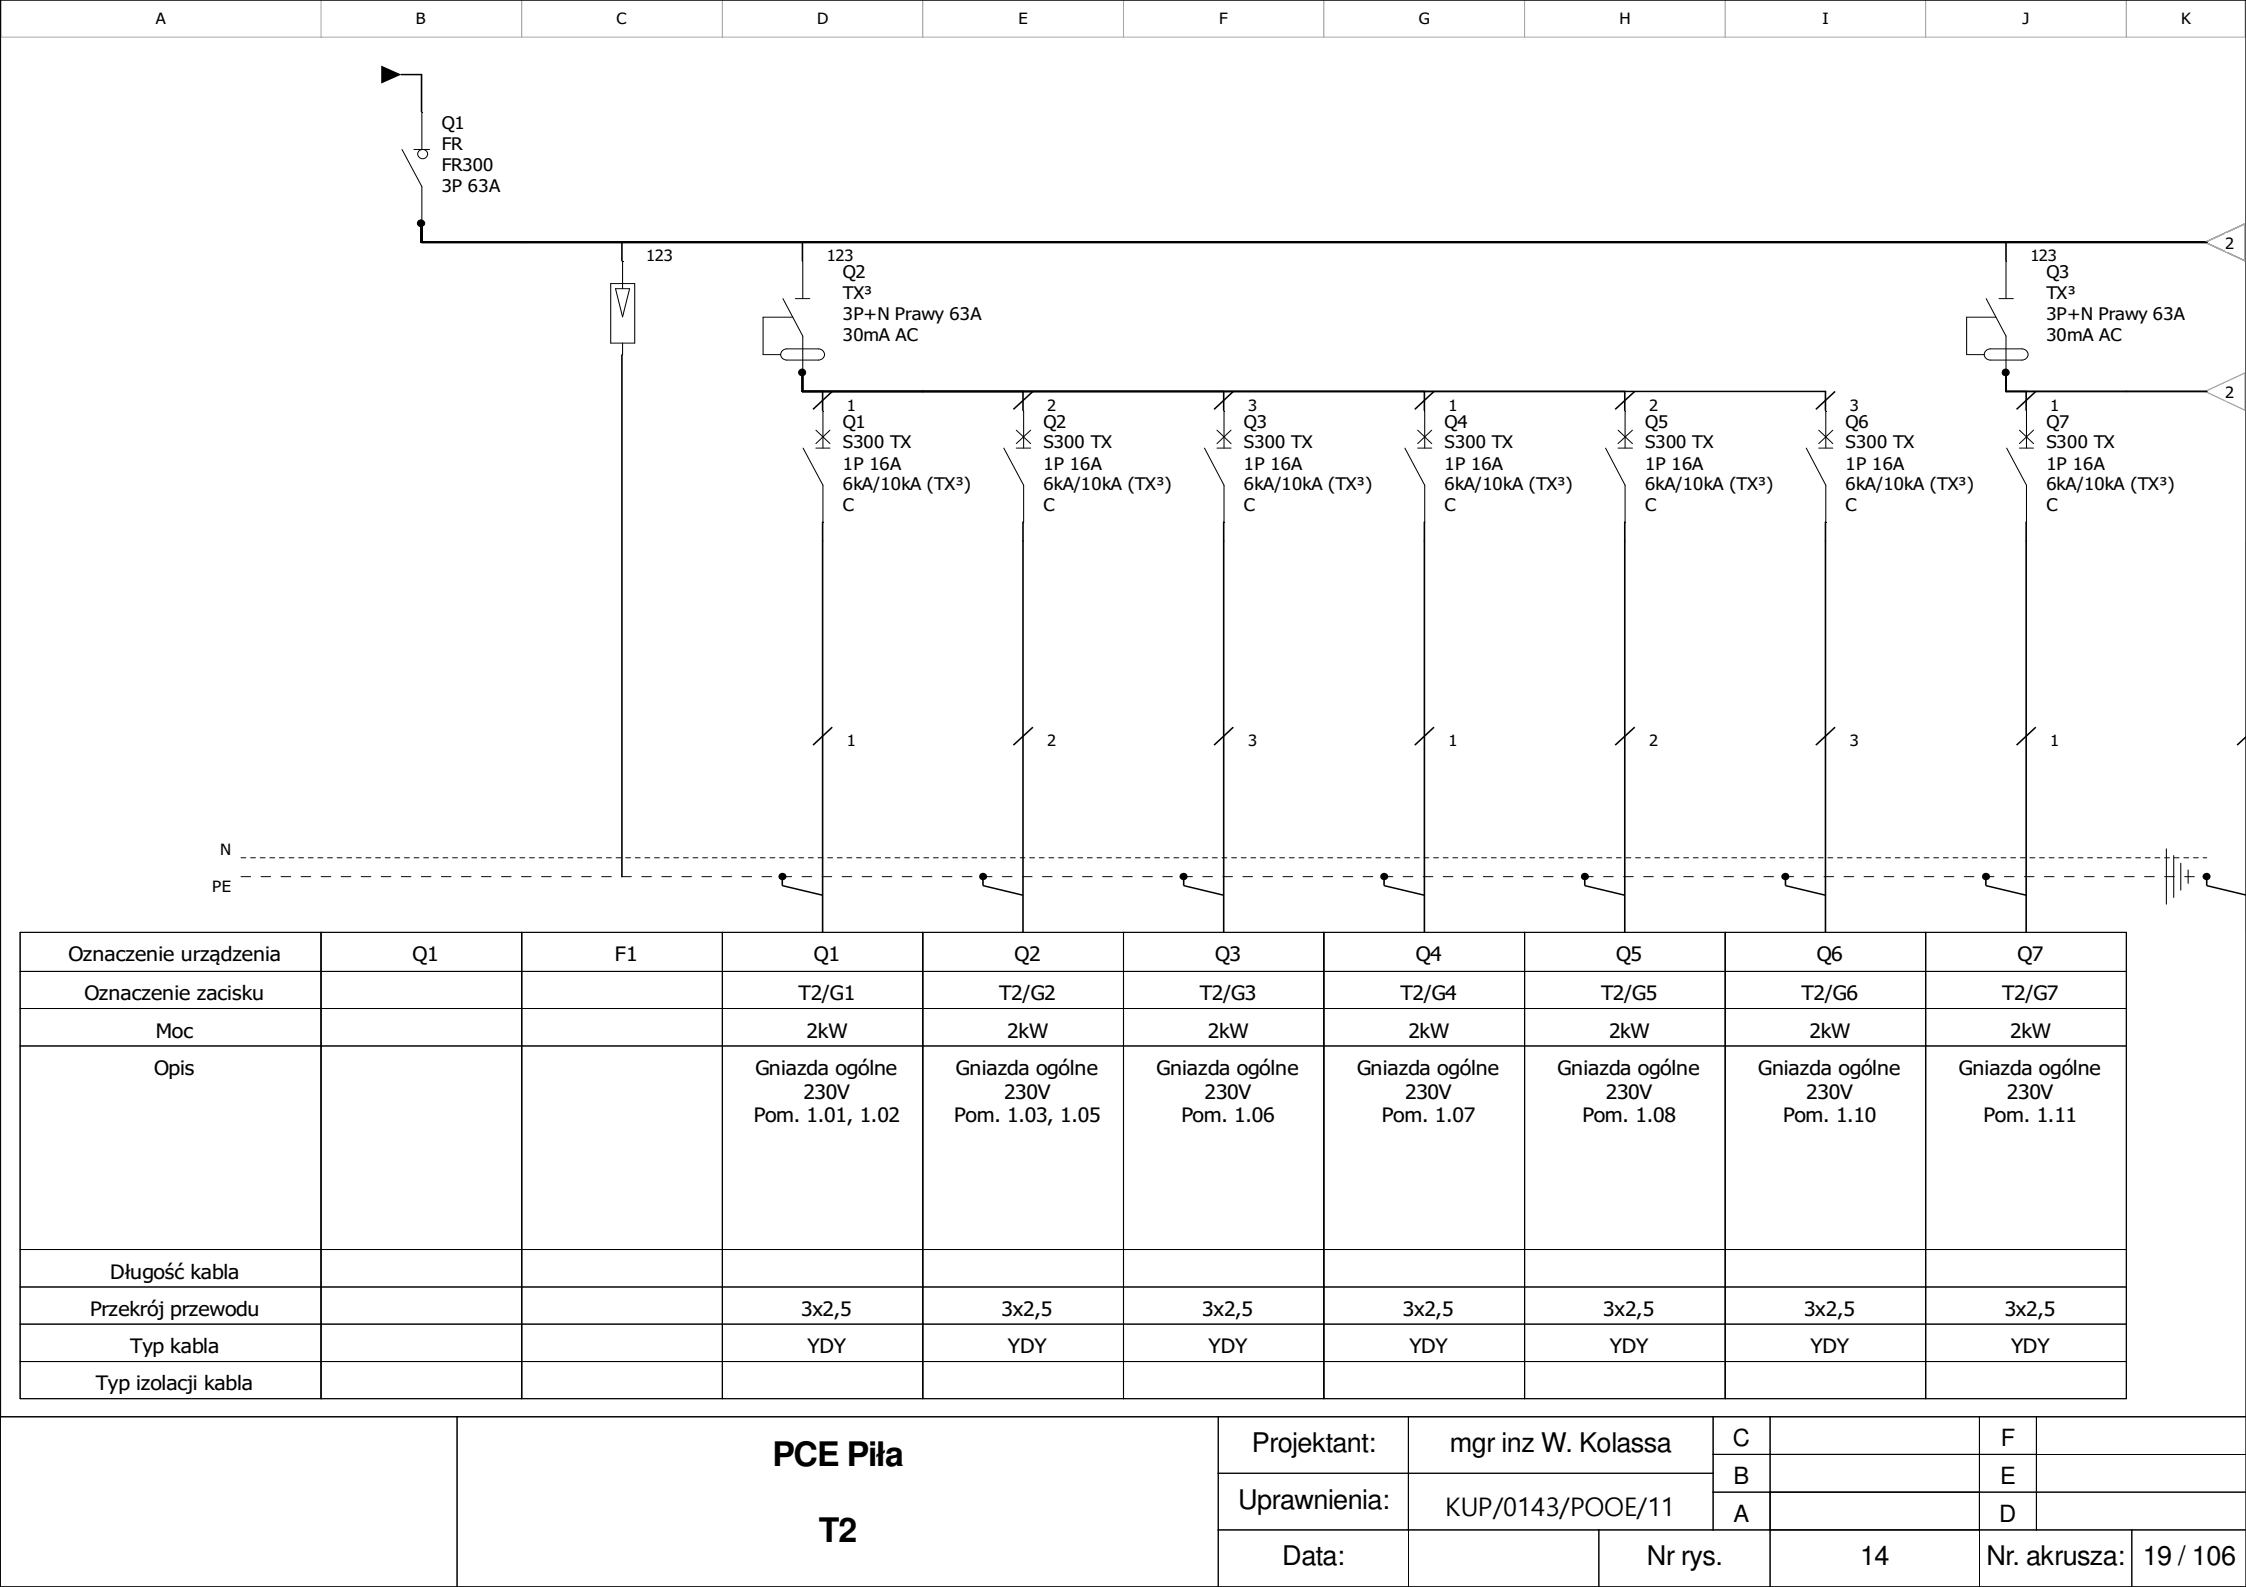 A B C D E F G H I J K
Q1
FR
FR300
3P 63A
2
123 123 123
Q2 Q3
TX³ TX³
3P+N Prawy 63A 3P+N Prawy 63A
30mA AC 30mA AC
2
1 2 3 1 2 3 1
Q1 Q2 Q3 Q4 Q5 Q6 Q7
S300 TX S300 TX S300 TX S300 TX S300 TX S300 TX S300 TX
1P 16A 1P 16A 1P 16A 1P 16A 1P 16A 1P 16A 1P 16A
6kA/10kA (TX³) 6kA/10kA (TX³) 6kA/10kA (TX³) 6kA/10kA (TX³) 6kA/10kA (TX³) 6kA/10kA (TX³) 6kA/10kA (TX³)
C C C C C C C
1 2 3 1 2 3 1
N
PE
Oznaczenie urządzenia Q1 F1 Q1 Q2 Q3 Q4 Q5 Q6 Q7
Oznaczenie zacisku T2/G1 T2/G2 T2/G3 T2/G4 T2/G5 T2/G6 T2/G7
Moc 2kW 2kW 2kW 2kW 2kW 2kW 2kW
Opis Gniazda ogólne Gniazda ogólne Gniazda ogólne Gniazda ogólne Gniazda ogólne Gniazda ogólne Gniazda ogólne
230V 230V 230V 230V 230V 230V 230V
Pom. 1.01, 1.02 Pom. 1.03, 1.05 Pom. 1.06 Pom. 1.07 Pom. 1.08 Pom. 1.10 Pom. 1.11
Długość kabla
Przekrój przewodu 3x2,5 3x2,5 3x2,5 3x2,5 3x2,5 3x2,5 3x2,5
Typ kabla YDY YDY YDY YDY YDY YDY YDY
Typ izolacji kabla
PCE Piła
T2
Projektant: mgr inz W. Kolassa C F
B E
Uprawnienia: KUP/0143/POOE/11 A D
Data: Nr rys. 14 Nr. akrusza: 19 / 106